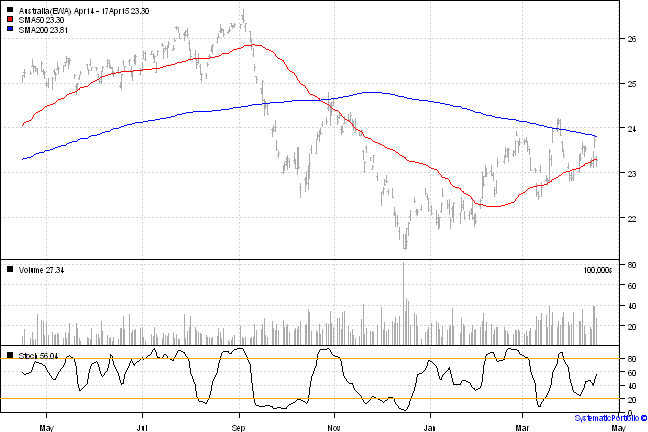 Australia(EWA) Apr14 - 17Apr15 23.30
SMA50 23.30
SMA200 23.81
26
25
24
23
22
Volume 27.34
100,000s
80
60
40
20
Stoch 56.04
80
60
40
20
0
SystematicPortfolio ©
May
Jul
Sep
Nov
Jan
Mar
May